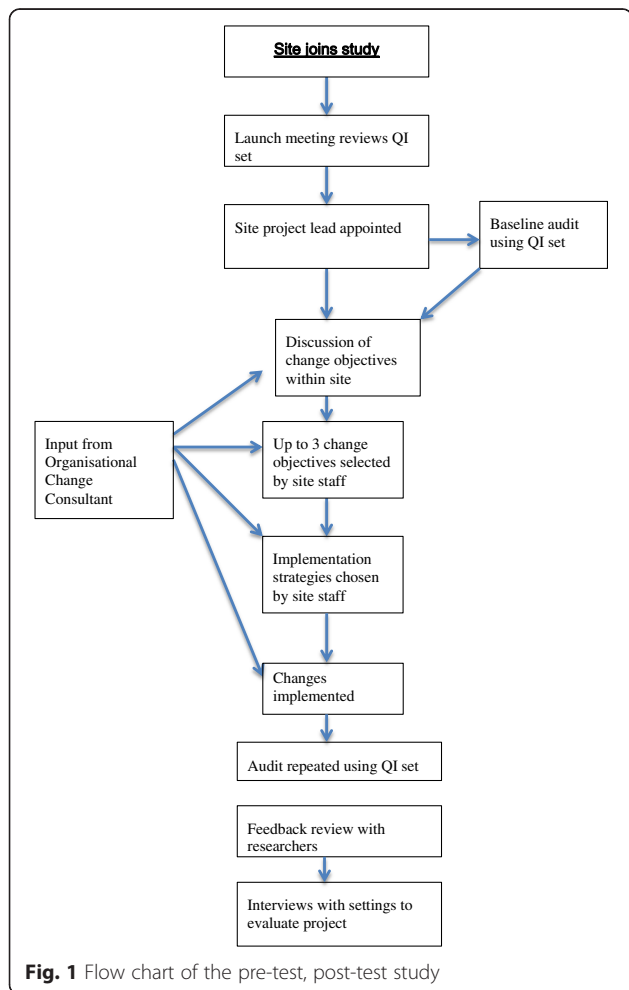 Site joins study
Launch meeting reviews QI
set
Site project lead appointed
Baseline audit
using QI set
Discussion of
change objectives
within site
Input from
Organisational
Change
Consultant
Up to 3 change
objectives selected
by site staff
Implementation
strategies chosen
by site staff
Changes
implemented
Audit repeated using QI set
Feedback review with
researchers
Interviews with settings to
evaluate project
Fig. 1 Flow chart of the pre-test, post-test study